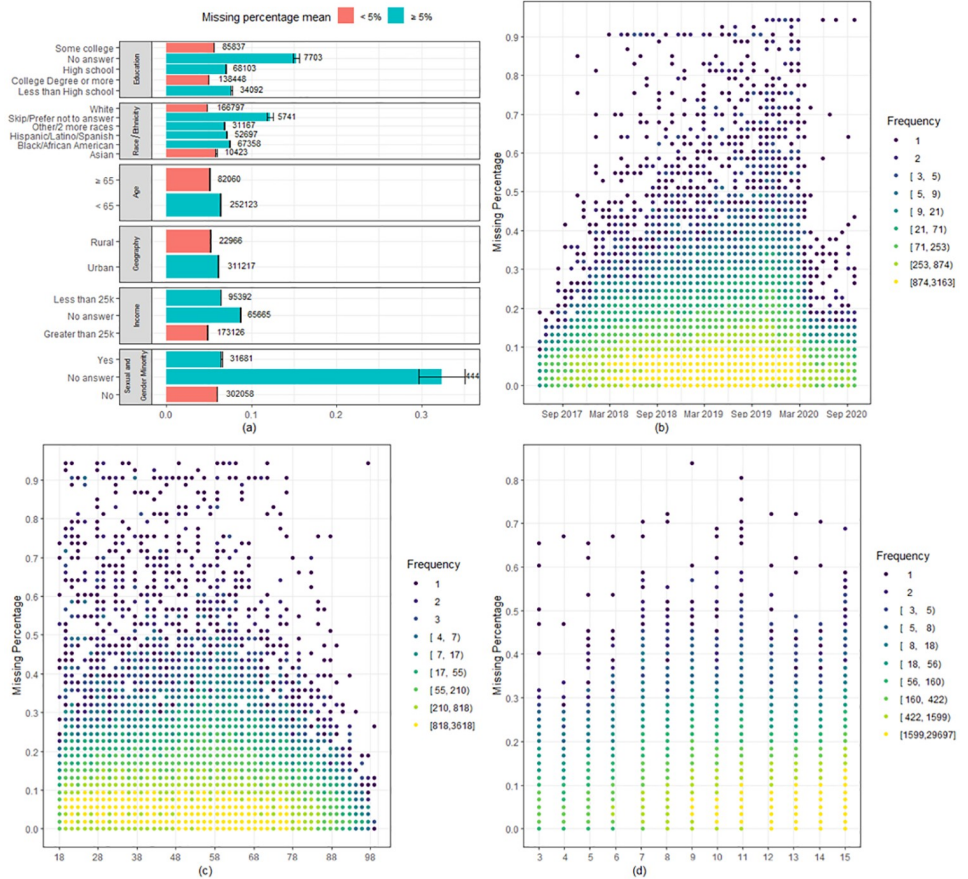 Missing percentage mean < 5% ≥ 5%
Education
Some college 85837
No answer 7703
High school 68103
College Degree or more 138448
Less than High school 34092
Race / Ethnicity
White 166797
Skip/Prefer not to answer 5741
Other/2 more races 31167
Hispanic/Latino/Spanish 52697
Black/African American 67358
Asian 10423
Age
≥ 65 82060
< 65 252123
Geography
Rural 22966
Urban 311217
Income
Less than 25k 95392
No answer 65665
Greater than 25k 173126
Sexual and
Gender Minority
Yes 31681
No answer 444
No 302058
0.0 0.1 0.2 0.3
(a)
Missing Percentage
0.9
0.8
0.7
0.6
0.5
0.4
0.3
0.2
0.1
0.0
Sep 2017 Mar 2018 Sep 2018 Mar 2019 Sep 2019 Mar 2020 Sep 2020
(b)
Frequency
1
2
[ 3, 5)
[ 5, 9)
[ 9, 21)
[ 21, 71)
[ 71, 253)
[253, 874)
[874,3163]
Missing Percentage
0.9
0.8
0.7
0.6
0.5
0.4
0.3
0.2
0.1
0.0
18 28 38 48 58 68 78 88 98
(c)
Frequency
1
2
3
[ 4, 7)
[ 7, 17)
[ 17, 55)
[ 55, 210)
[210, 818)
[818,3618]
Missing Percentage
0.8
0.7
0.6
0.5
0.4
0.3
0.2
0.1
0.0
3 4 5 6 7 8 9 10 11 12 13 14 15
(d)
Frequency
1
2
[ 3, 5)
[ 5, 8)
[ 8, 18)
[ 18, 56)
[ 56, 160)
[ 160, 422)
[ 422, 1599)
[1599,29697]